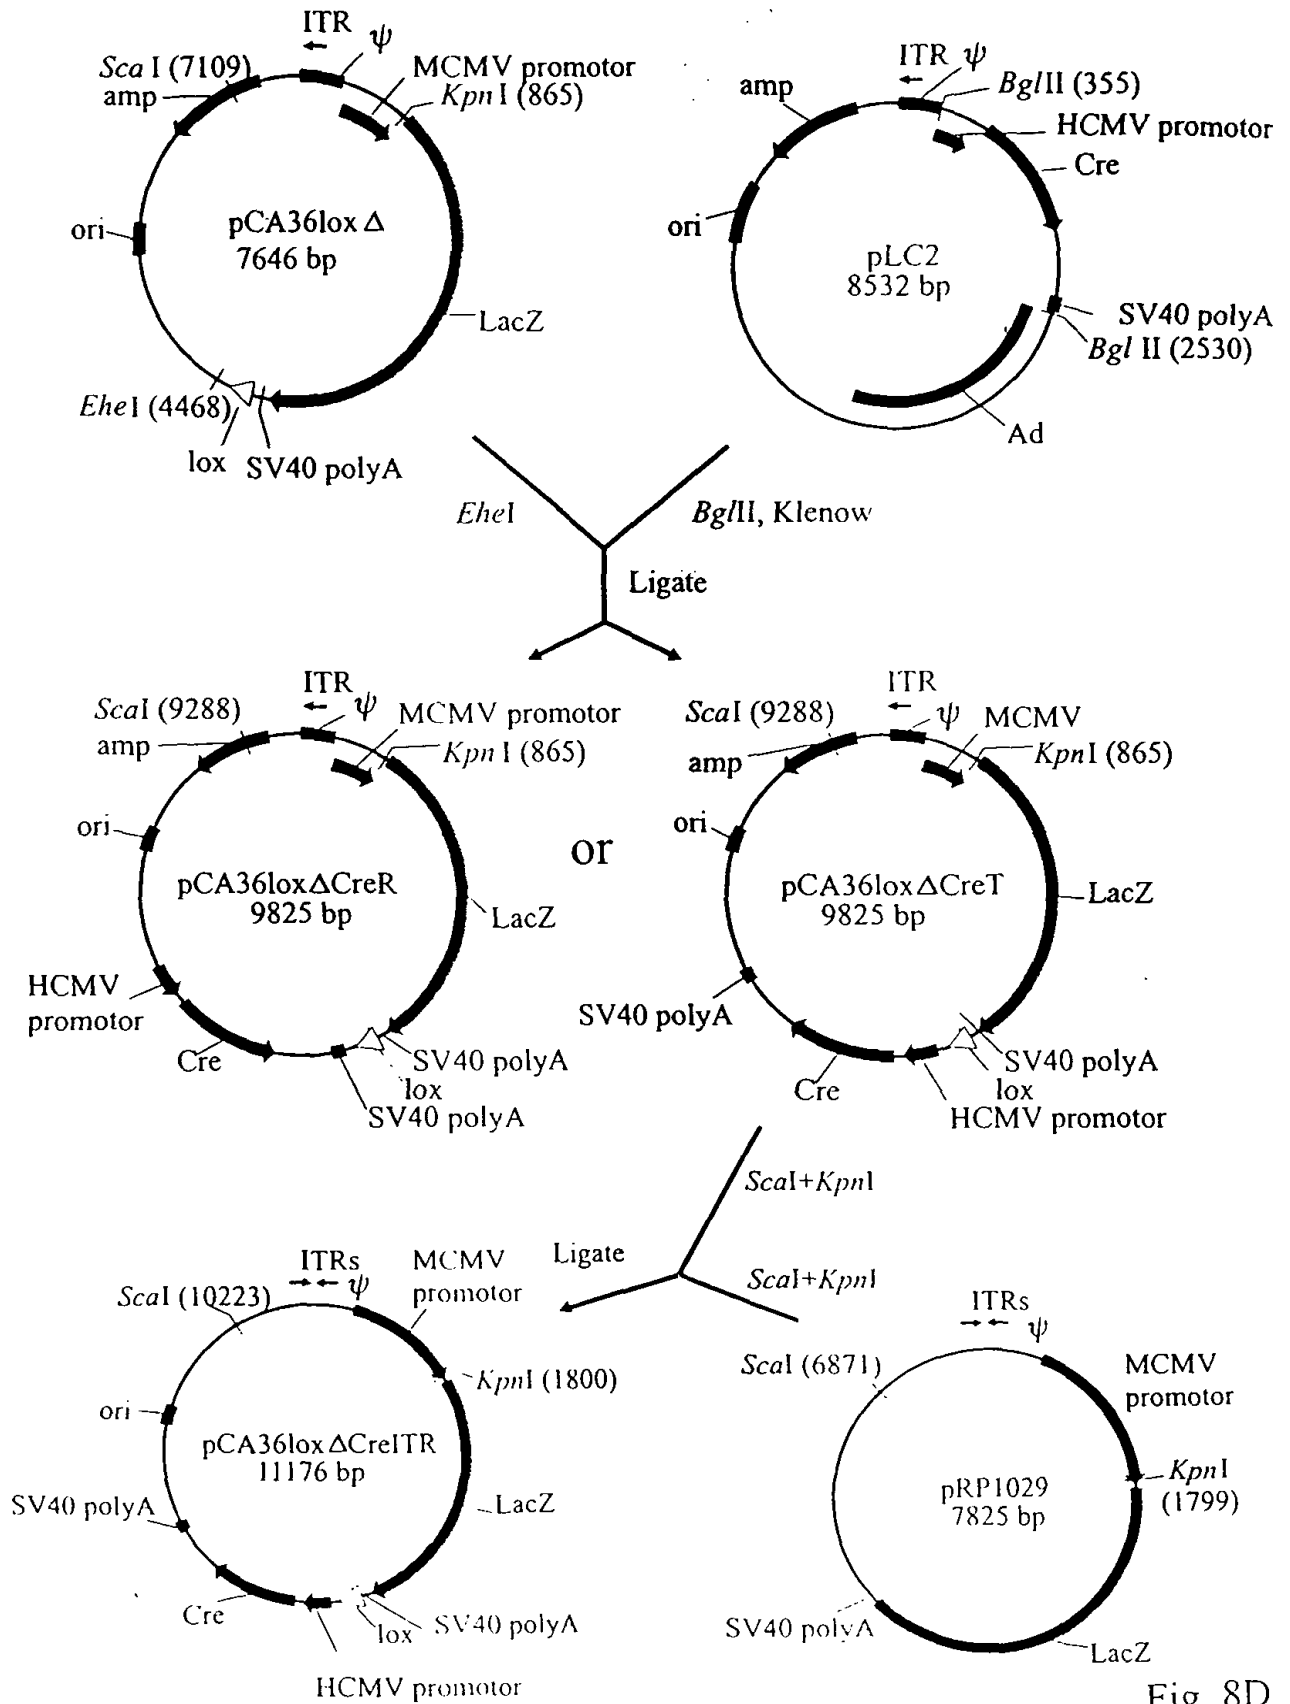 ITR
ψ
Sca I (7109)
amp
MCMV promotor
Kpn I (865)
ori
pCA36lox Δ
7646 bp
LacZ
EheI (4468)
lox
SV40 polyA
ITR
ψ
amp
BglII (355)
HCMV promotor
Cre
ori
pLC2
8532 bp
SV40 polyA
Bgl II (2530)
Ad
EheI
BglII, Klenow
Ligate
ITR
ψ
ScaI (9288)
amp
MCMV promotor
Kpn I (865)
ori
pCA36loxΔCreR
9825 bp
LacZ
HCMV
promotor
Cre
SV40 polyA
lox
SV40 polyA
or
ITR
ψ
ScaI (9288)
amp
MCMV
KpnI (865)
ori
pCA36loxΔCreT
9825 bp
LacZ
SV40 polyA
Cre
SV40 polyA
lox
HCMV promotor
ScaI+KpnI
Ligate
ScaI+KpnI
ITRs
ψ
MCMV
promotor
ScaI (10223)
KpnI (1800)
ori
pCA36lox ΔCreITR
11176 bp
LacZ
SV40 polyA
Cre
lox
SV40 polyA
HCMV promotor
ITRs
ψ
ScaI (6871)
MCMV
promotor
KpnI
(1799)
pRP1029
7825 bp
SV40 polyA
LacZ
Fig. 8D